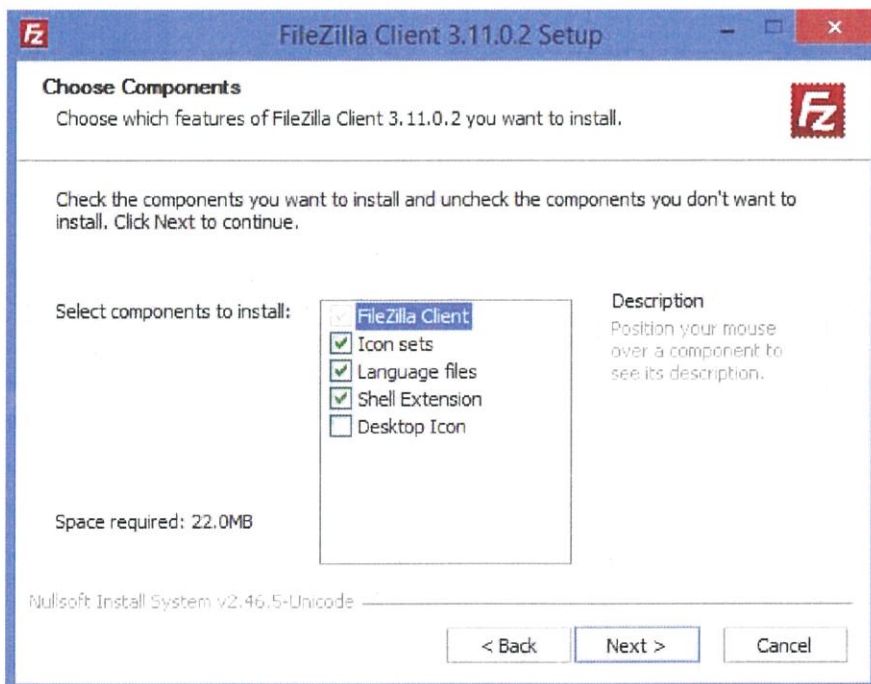 Fz
FileZilla Client 3.11.0.2 Setup
Choose Components
Choose which features of FileZilla Client 3.11.0.2 you want to install.
Fz
Check the components you want to install and uncheck the components you don't want to
install. Click Next to continue.
Select components to install:
FileZilla Client
Icon sets
Language files
Shell Extension
Desktop Icon
Description
Position your mouse
over a component to
see its description.
Space required: 22.0MB
Nullsoft Install System v2.46.5-Unicode
< Back
Next >
Cancel